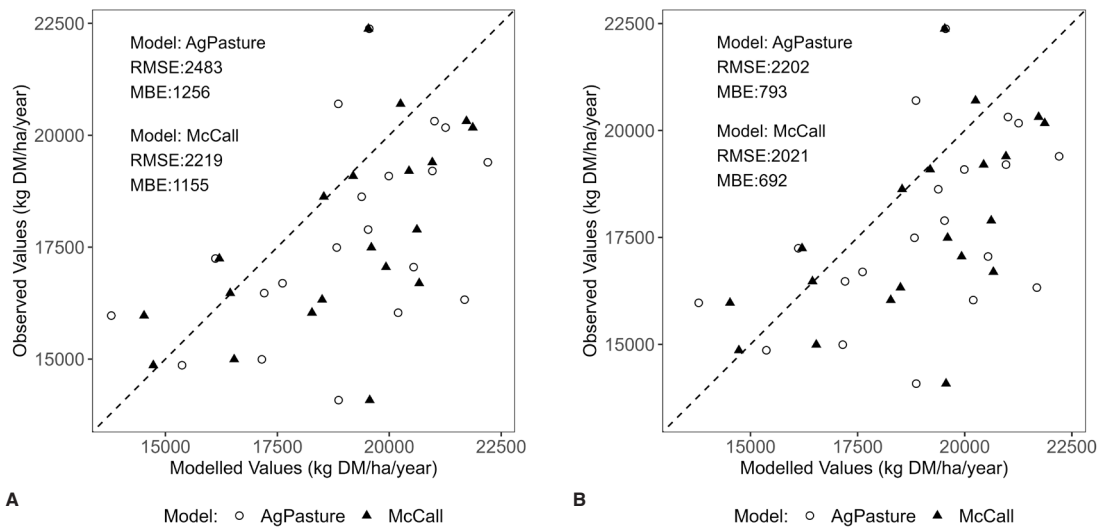 22500
20000
17500
15000
Observed Values (kg DM/ha/year)
Model: AgPasture
RMSE:2483
MBE:1256
Model: McCall
RMSE:2219
MBE:1155
15000 17500 20000 22500
Modelled Values (kg DM/ha/year)
A
Model: AgPasture McCall
22500
20000
17500
15000
Observed Values (kg DM/ha/year)
Model: AgPasture
RMSE:2202
MBE:793
Model: McCall
RMSE:2021
MBE:692
15000 17500 20000 22500
Modelled Values (kg DM/ha/year)
B
Model: AgPasture McCall